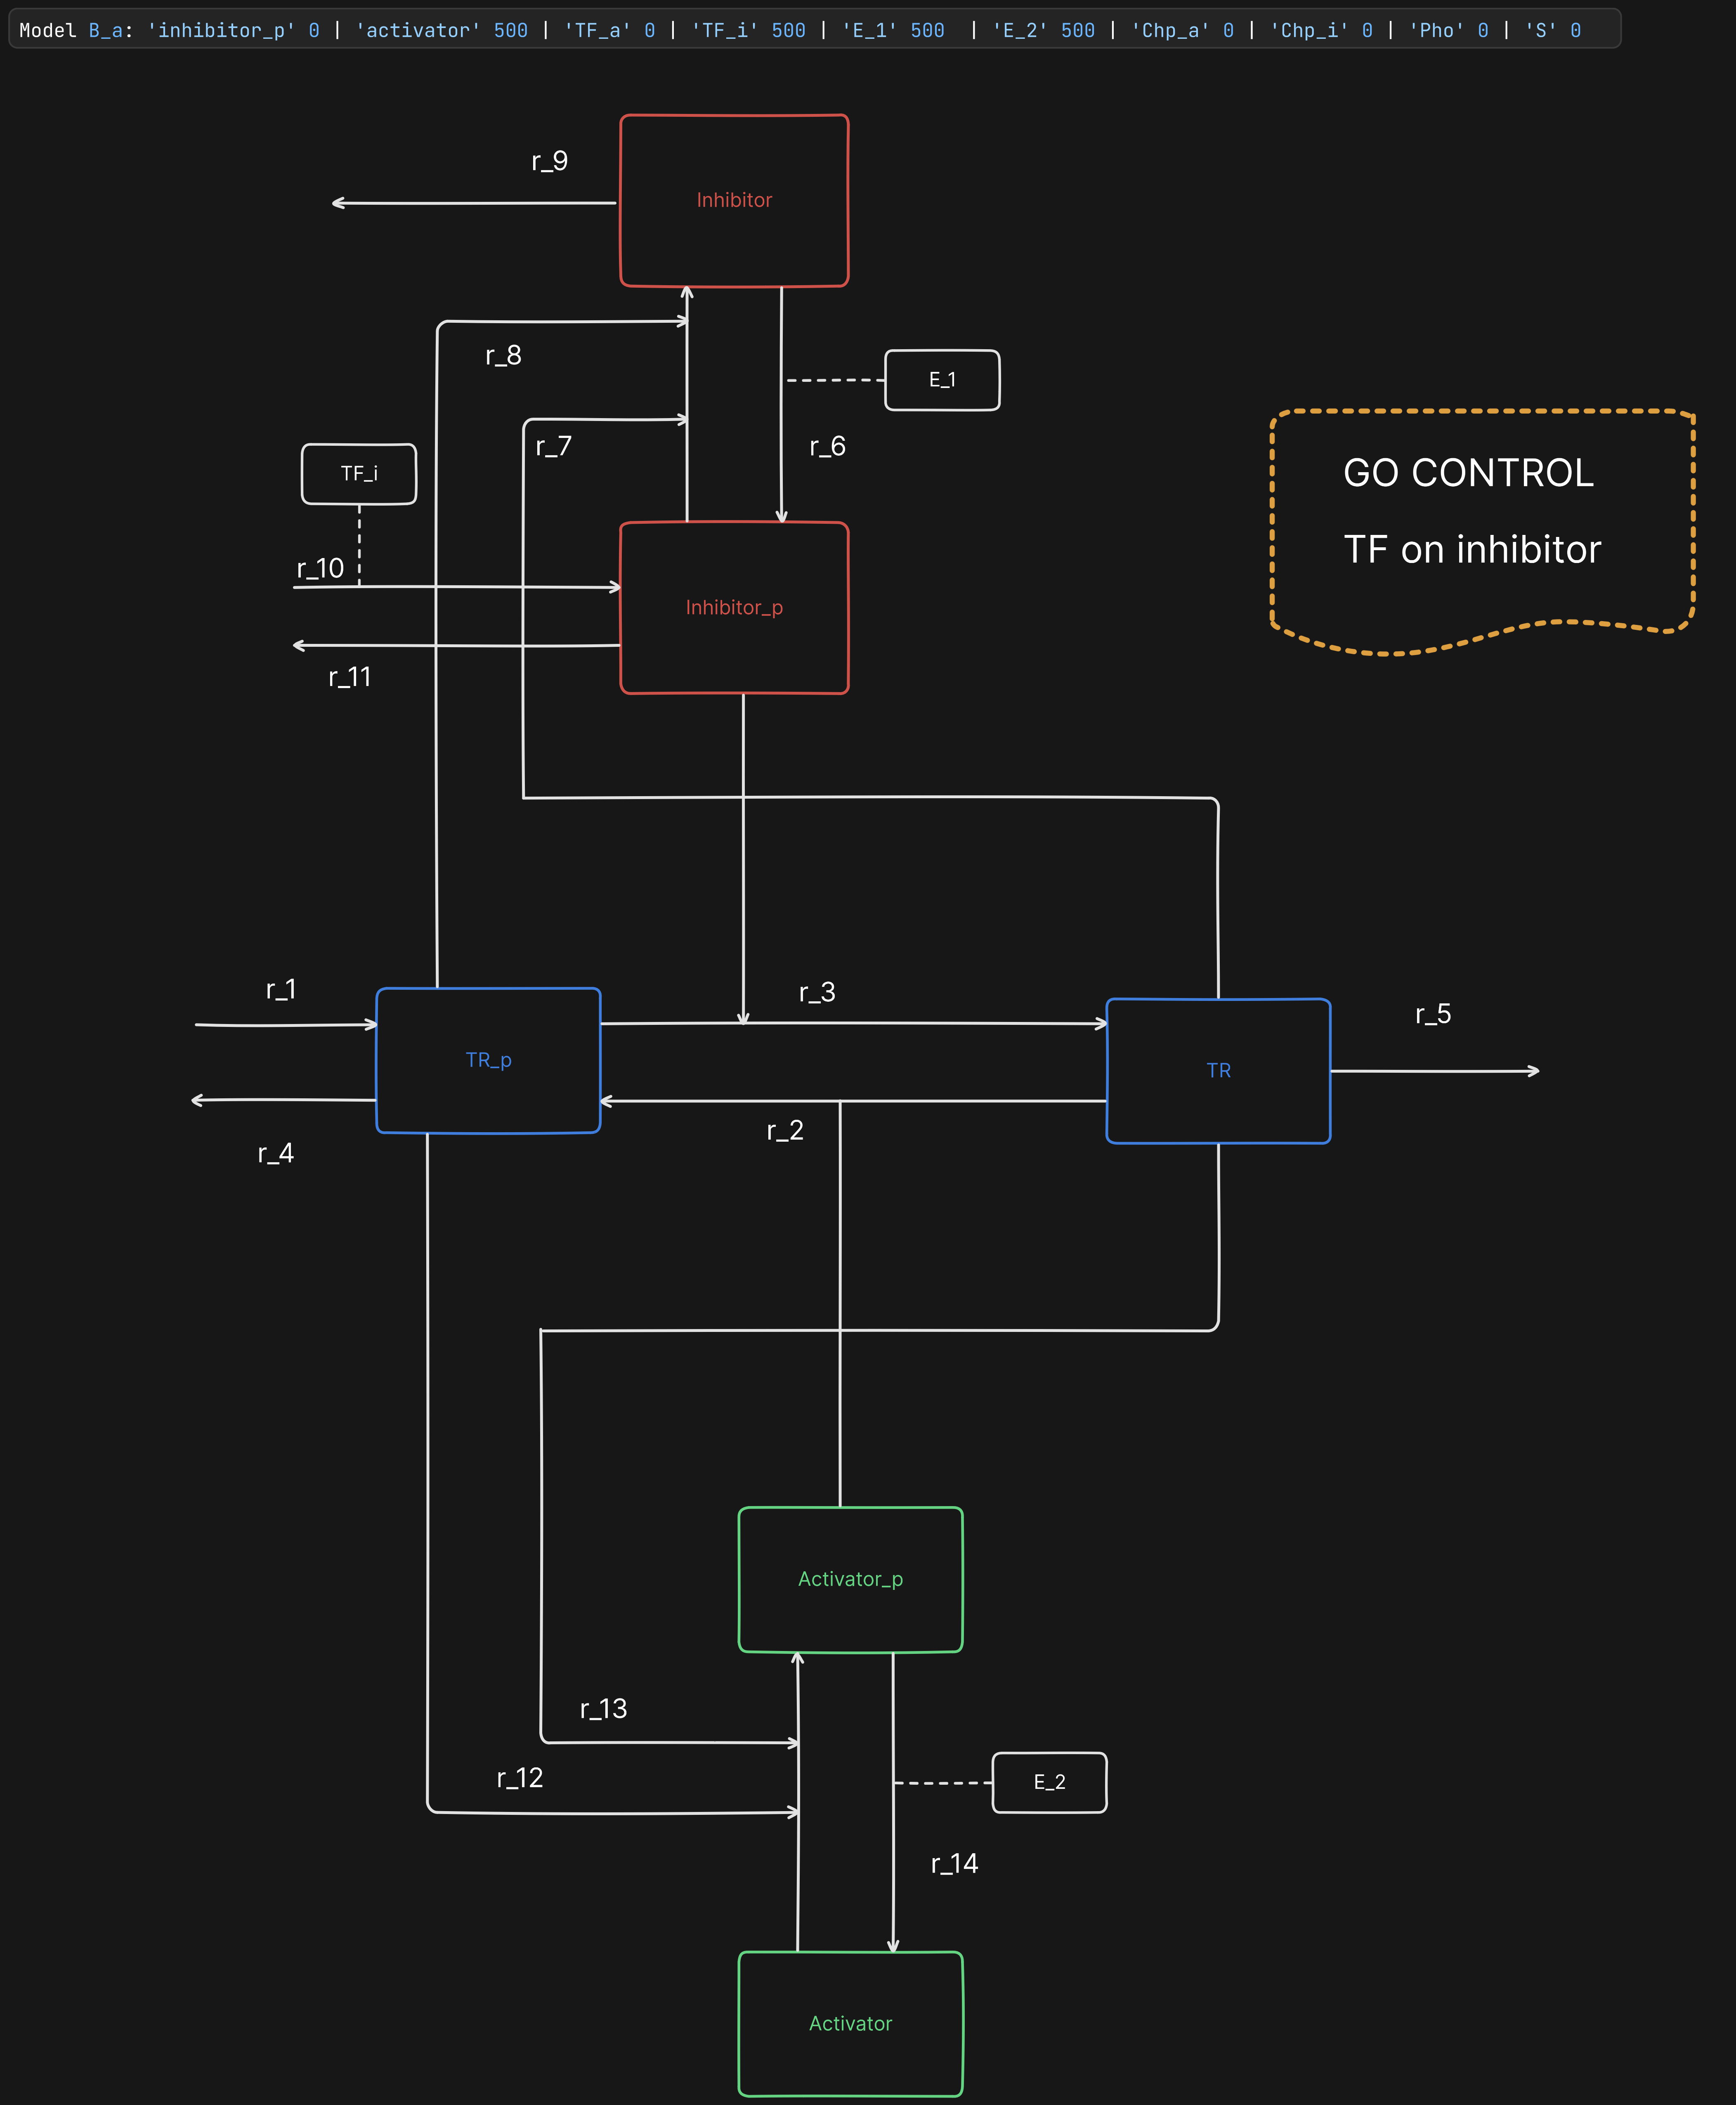 Model B_a: 'inhibitor_p' 0 | 'activator' 500 | 'TF_a' 0 | 'TF_i' 500 | 'E_1' 500 | 'E_2' 500 | 'Chp_a' 0 | 'Chp_i' 0 | 'Pho' 0 | 'S' 0
r_9
Inhibitor
r_8
E_1
r_7
r_6
TF_i
GO CONTROL
TF on inhibitor
r_10
Inhibitor_p
r_11
r_1
r_3
r_5
TR_p
TR
r_2
r_4
Activator_p
r_13
r_12
E_2
r_14
Activator